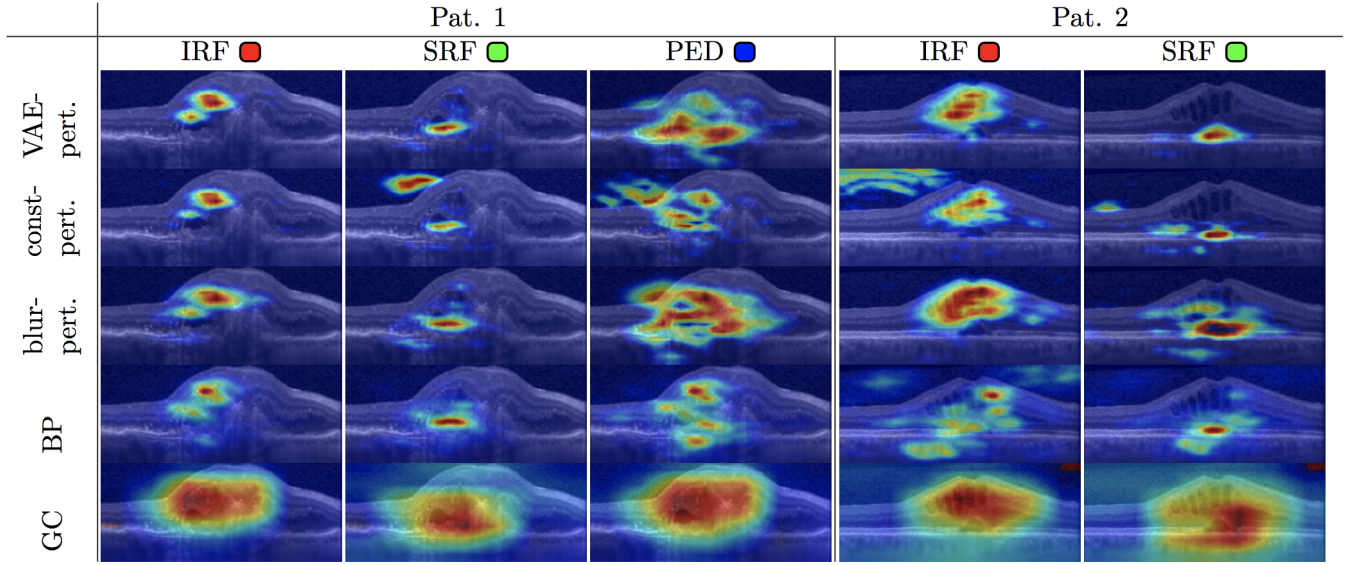 Pat. 1 Pat. 2
IRF SRF PED IRF SRF
VAE-
pert.
const-
pert.
blur-
pert.
BP
GC